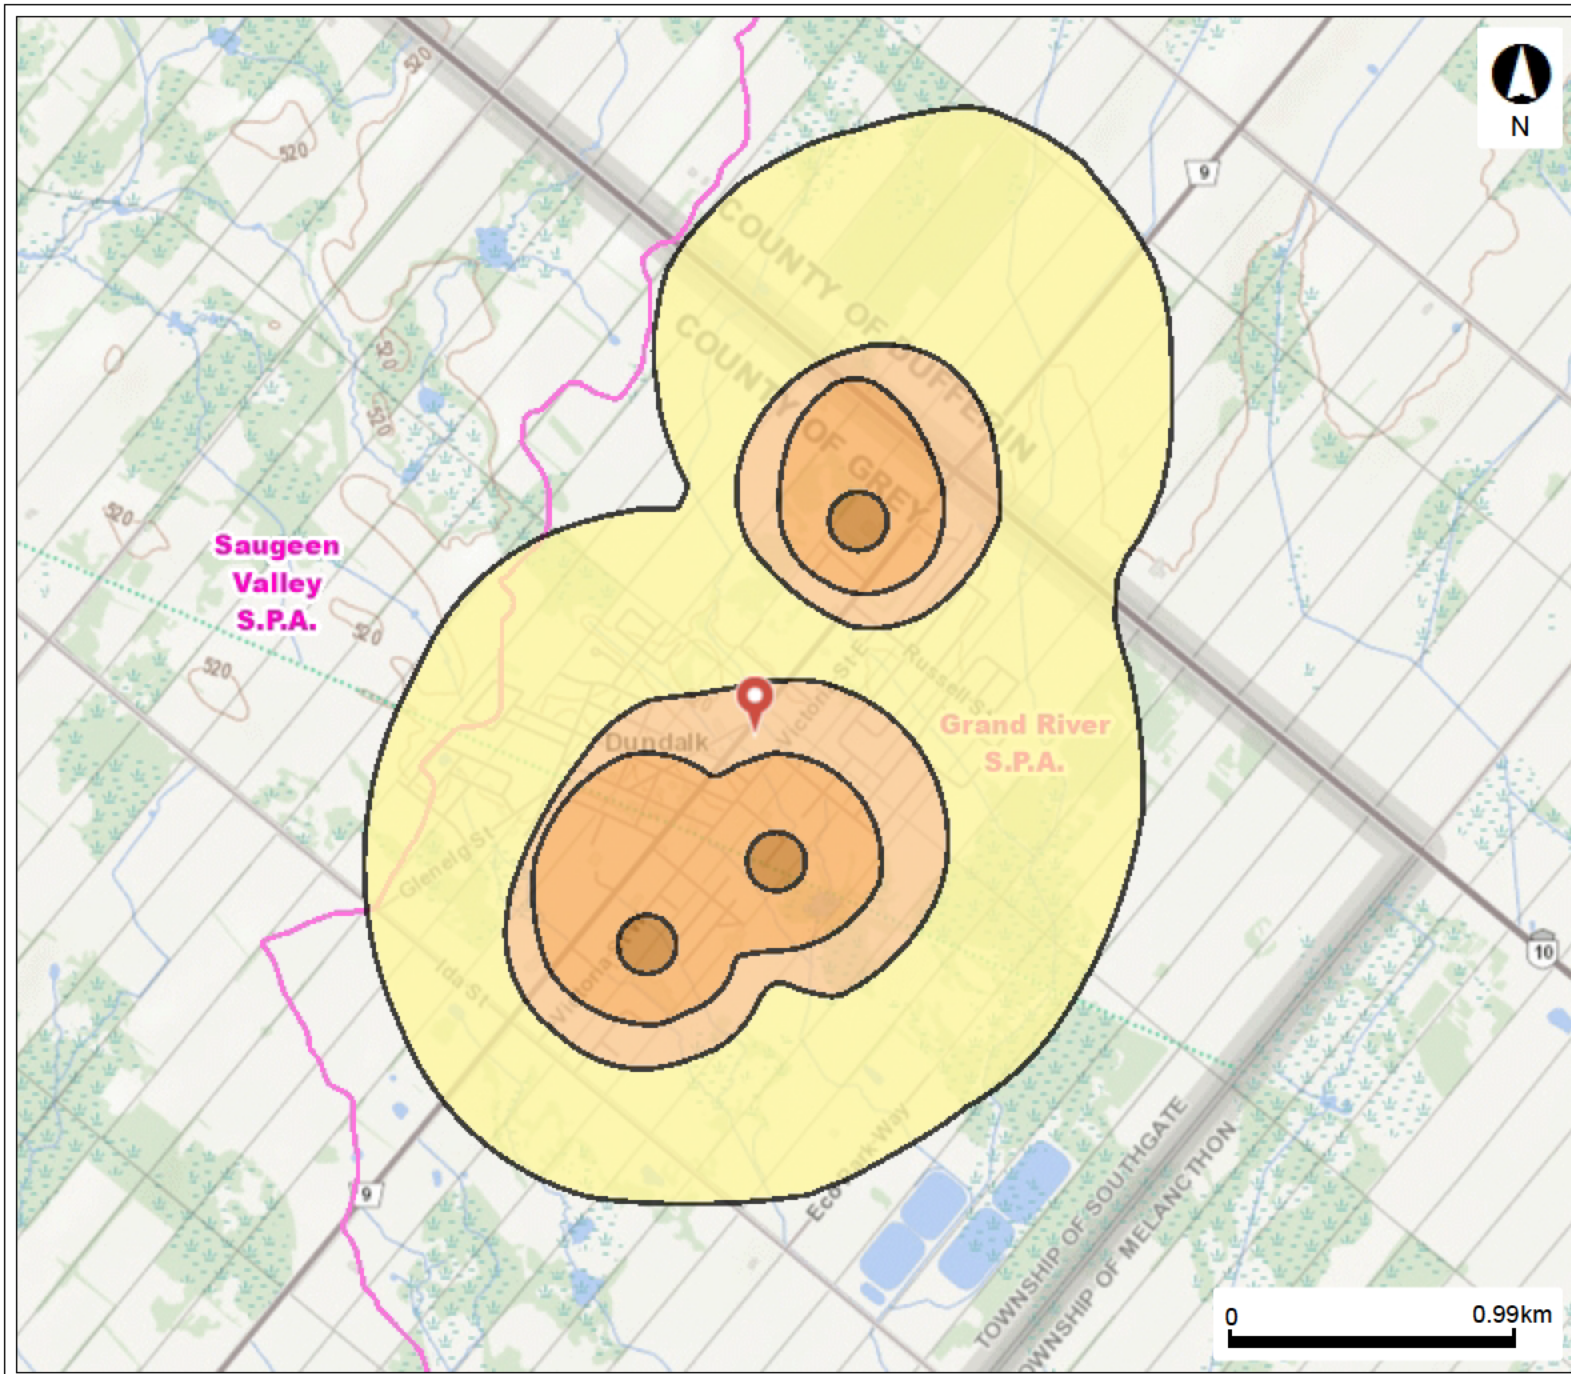 520
N
9
520
COUNTY OF DUFFERIN
COUNTY OF GREY
520
520
520
Saugeen
Valley
S.P.A.
520
520
Russell St
Victoria St E
Grand River
S.P.A.
Dundalk
Glenelg St
10
Ida St
Eco Park Way
9
TOWNSHIP OF SOUTHGATE
TOWNSHIP OF MELANCTHON
0 0.99km